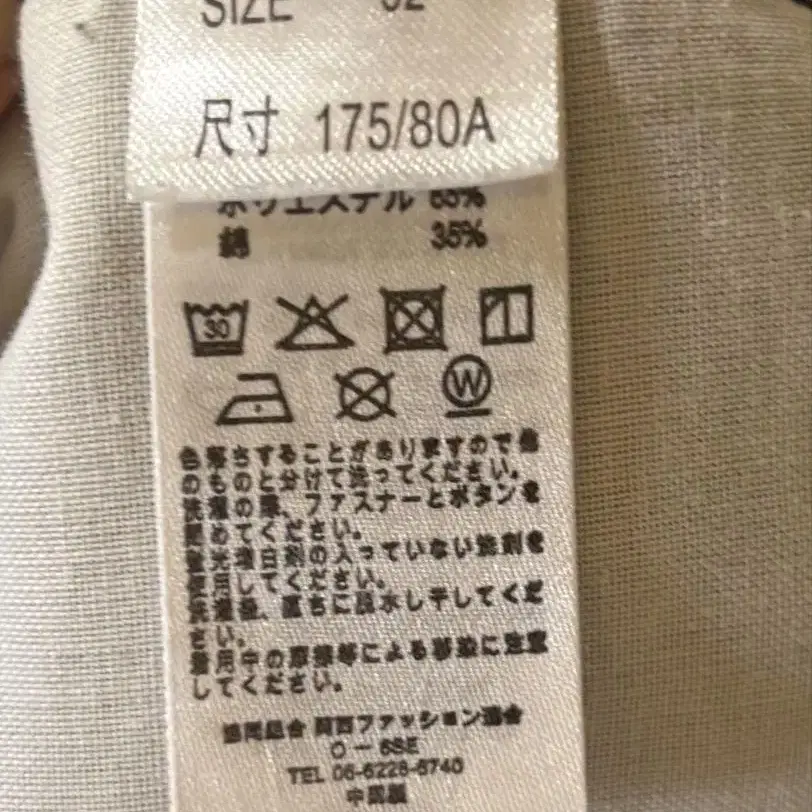 SIZE 32
尺寸 175/80A
ポリエステル 65%
綿 35%
30
W
色落ちすることがありますので他
のものと分けて洗ってください。
洗濯の際、ファスナーとボタンを
留めてください。
蛍光増白剤の入っていない洗剤を
使用してください。
洗濯後、直ちに脱水し干してくだ
さい。
着用中の摩擦等による移染に注意
してください。
協同組合 関西ファッション連合
O-6SE
TEL 06-6228-6740
中国製